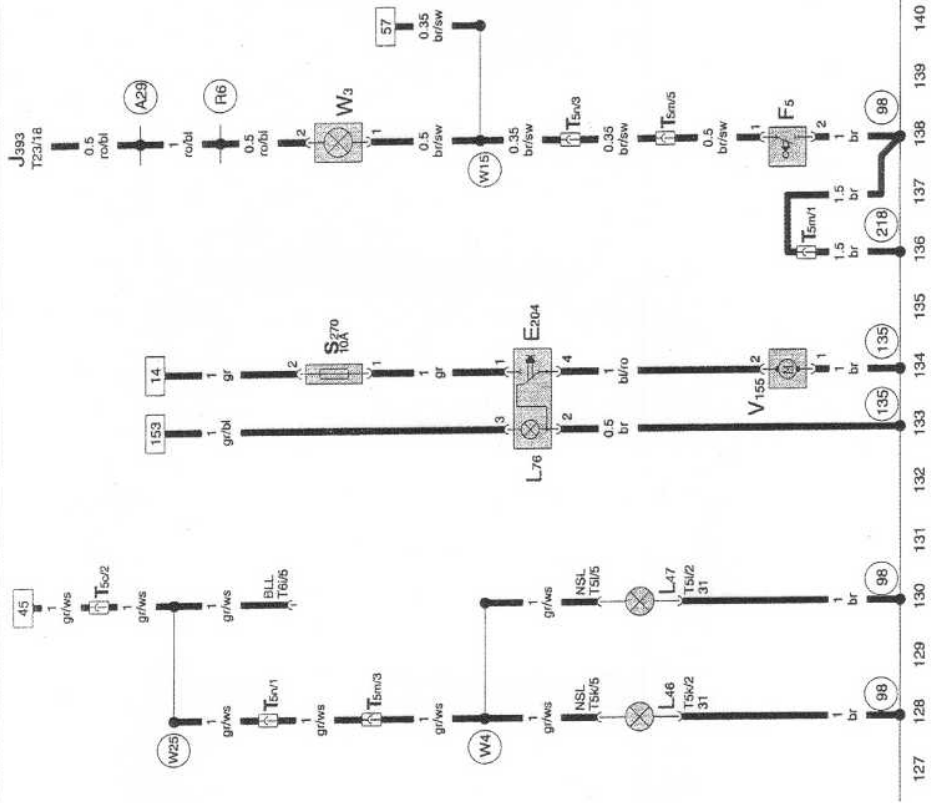 J393
T23/18
0.5
ro/bl
A29
1
ro/bl
R6
0.5
ro/bl
2
W3
1
0.5
br/sw
57
0.35
br/sw
W15
0.35
br/sw
T5n/3
0.35
br/sw
T5m/5
0.5
br/sw
1
F5
2
1
br
98
1.5
br
T5m/1
1.5
br
218
14
1
gr
2
S270
10A
1
1
gr
1
E204
4
1
bl/ro
2
V155
M
1
1
br
135
153
1
gr/bl
3
L76
2
0.5
br
135
45
1
gr/ws
T5c/2
1
gr/ws
1
gr/ws
BLL
T6l/5
W25
1
gr/ws
T5n/1
1
gr/ws
T5m/3
1
gr/ws
W4
1
gr/ws
NSL
T5l/5
L47
T5l/2
31
1
br
98
1
gr/ws
NSL
T5k/5
L46
T5k/2
31
1
br
98
127
128
129
130
131
132
133
134
135
136
137
138
139
140